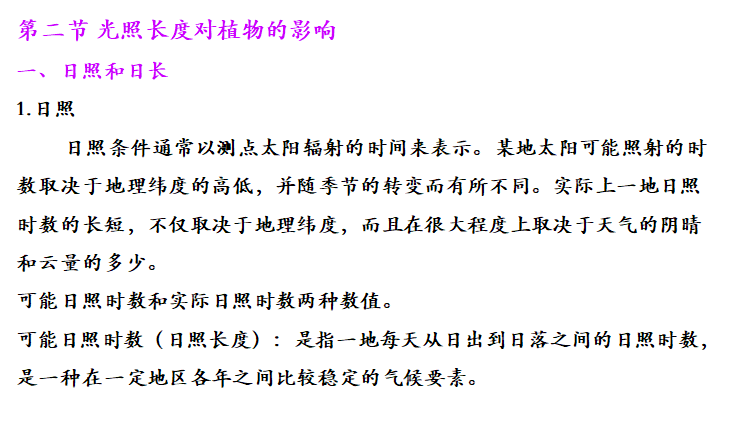 第二节 光照长度对植物的影响
一、日照和日长
1.日照
日照条件通常以测点太阳辐射的时间来表示。某地太阳可能照射的时
数取决于地理纬度的高低，并随季节的转变而有所不同。实际上一地日照
时数的长短，不仅取决于地理纬度，而且在很大程度上取决于天气的阴晴
和云量的多少。
可能日照时数和实际日照时数两种数值。
可能日照时数（日照长度）：是指一地每天从日出到日落之间的日照时数，
是一种在一定地区各年之间比较稳定的气候要素。